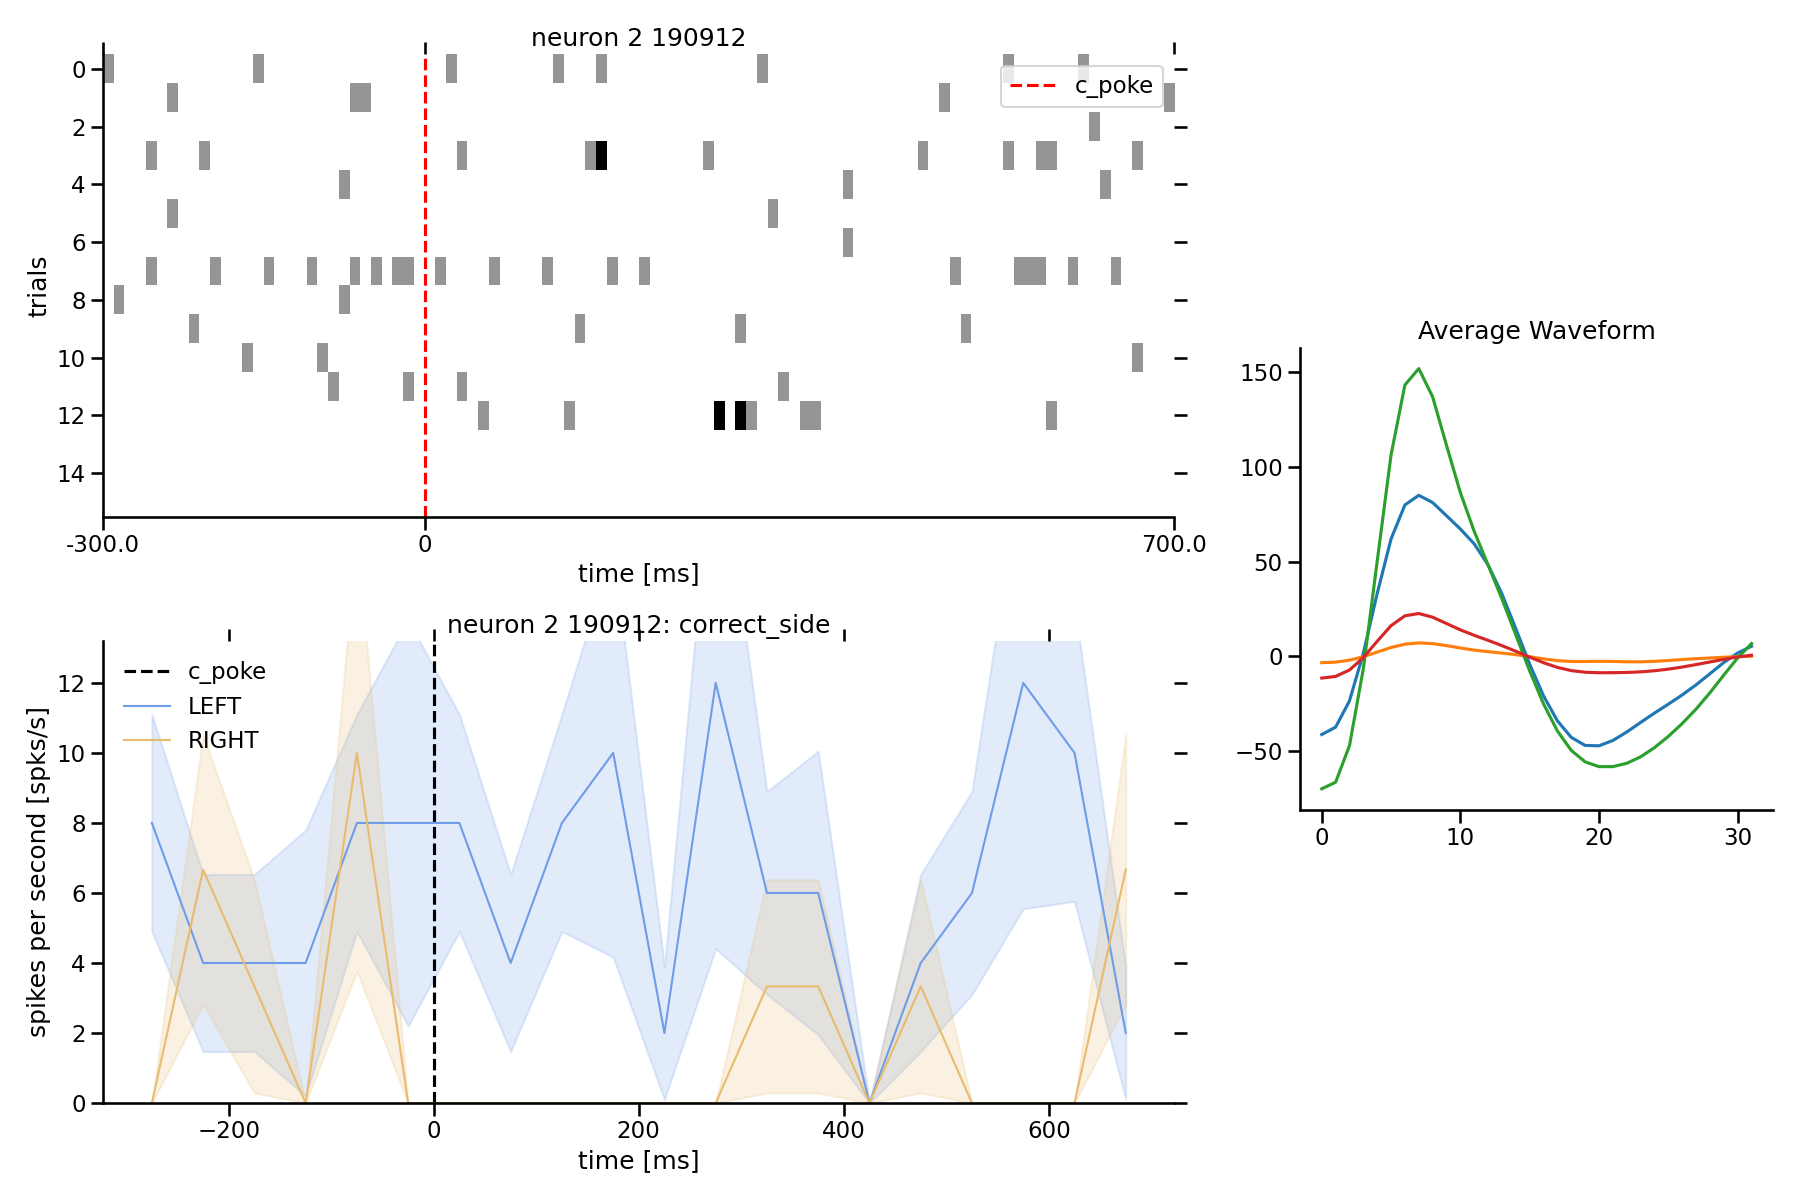 neuron 2 190912
0
2
4
6
8
10
12
14
trials
c_poke
-300.0
0
700.0
time [ms]
neuron 2 190912: correct_side
c_poke
LEFT
RIGHT
12
10
8
6
4
2
0
spikes per second [spks/s]
−200
0
200
400
600
time [ms]
Average Waveform
150
100
50
0
−50
0
10
20
30